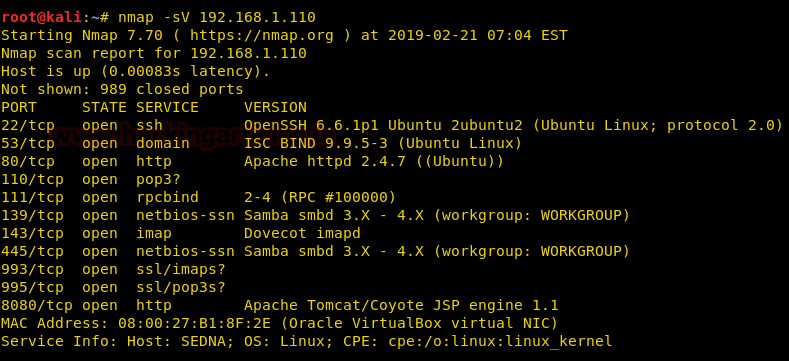 root@kali:~# nmap -sV 192.168.1.110
Starting Nmap 7.70 ( https://nmap.org ) at 2019-02-21 07:04 EST
Nmap scan report for 192.168.1.110
Host is up (0.00083s latency).
Not shown: 989 closed ports
PORT     STATE SERVICE     VERSION
22/tcp   open  ssh         OpenSSH 6.6.1p1 Ubuntu 2ubuntu2 (Ubuntu Linux; protocol 2.0)
53/tcp   open  domain      ISC BIND 9.9.5-3 (Ubuntu Linux)
80/tcp   open  http        Apache httpd 2.4.7 ((Ubuntu))
110/tcp  open  pop3?
111/tcp  open  rpcbind     2-4 (RPC #100000)
139/tcp  open  netbios-ssn Samba smbd 3.X - 4.X (workgroup: WORKGROUP)
143/tcp  open  imap        Dovecot imapd
445/tcp  open  netbios-ssn Samba smbd 3.X - 4.X (workgroup: WORKGROUP)
993/tcp  open  ssl/imaps?
995/tcp  open  ssl/pop3s?
8080/tcp open  http        Apache Tomcat/Coyote JSP engine 1.1
MAC Address: 08:00:27:B1:8F:2E (Oracle VirtualBox virtual NIC)
Service Info: Host: SEDNA; OS: Linux; CPE: cpe:/o:linux:linux_kernel